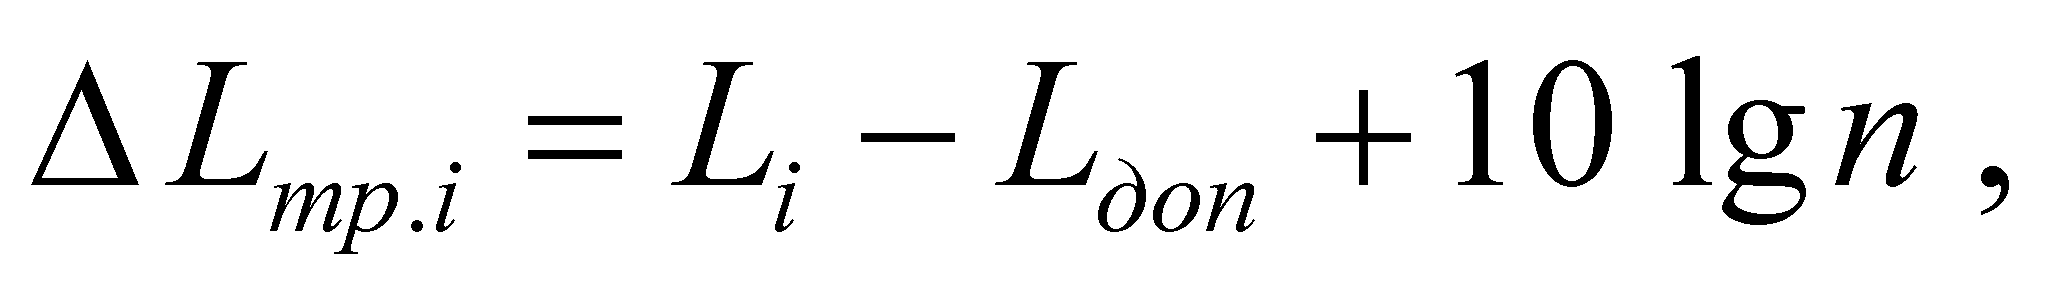 ΔL_{тр.i} = L_i − L_{доп} + 10 lg n ,